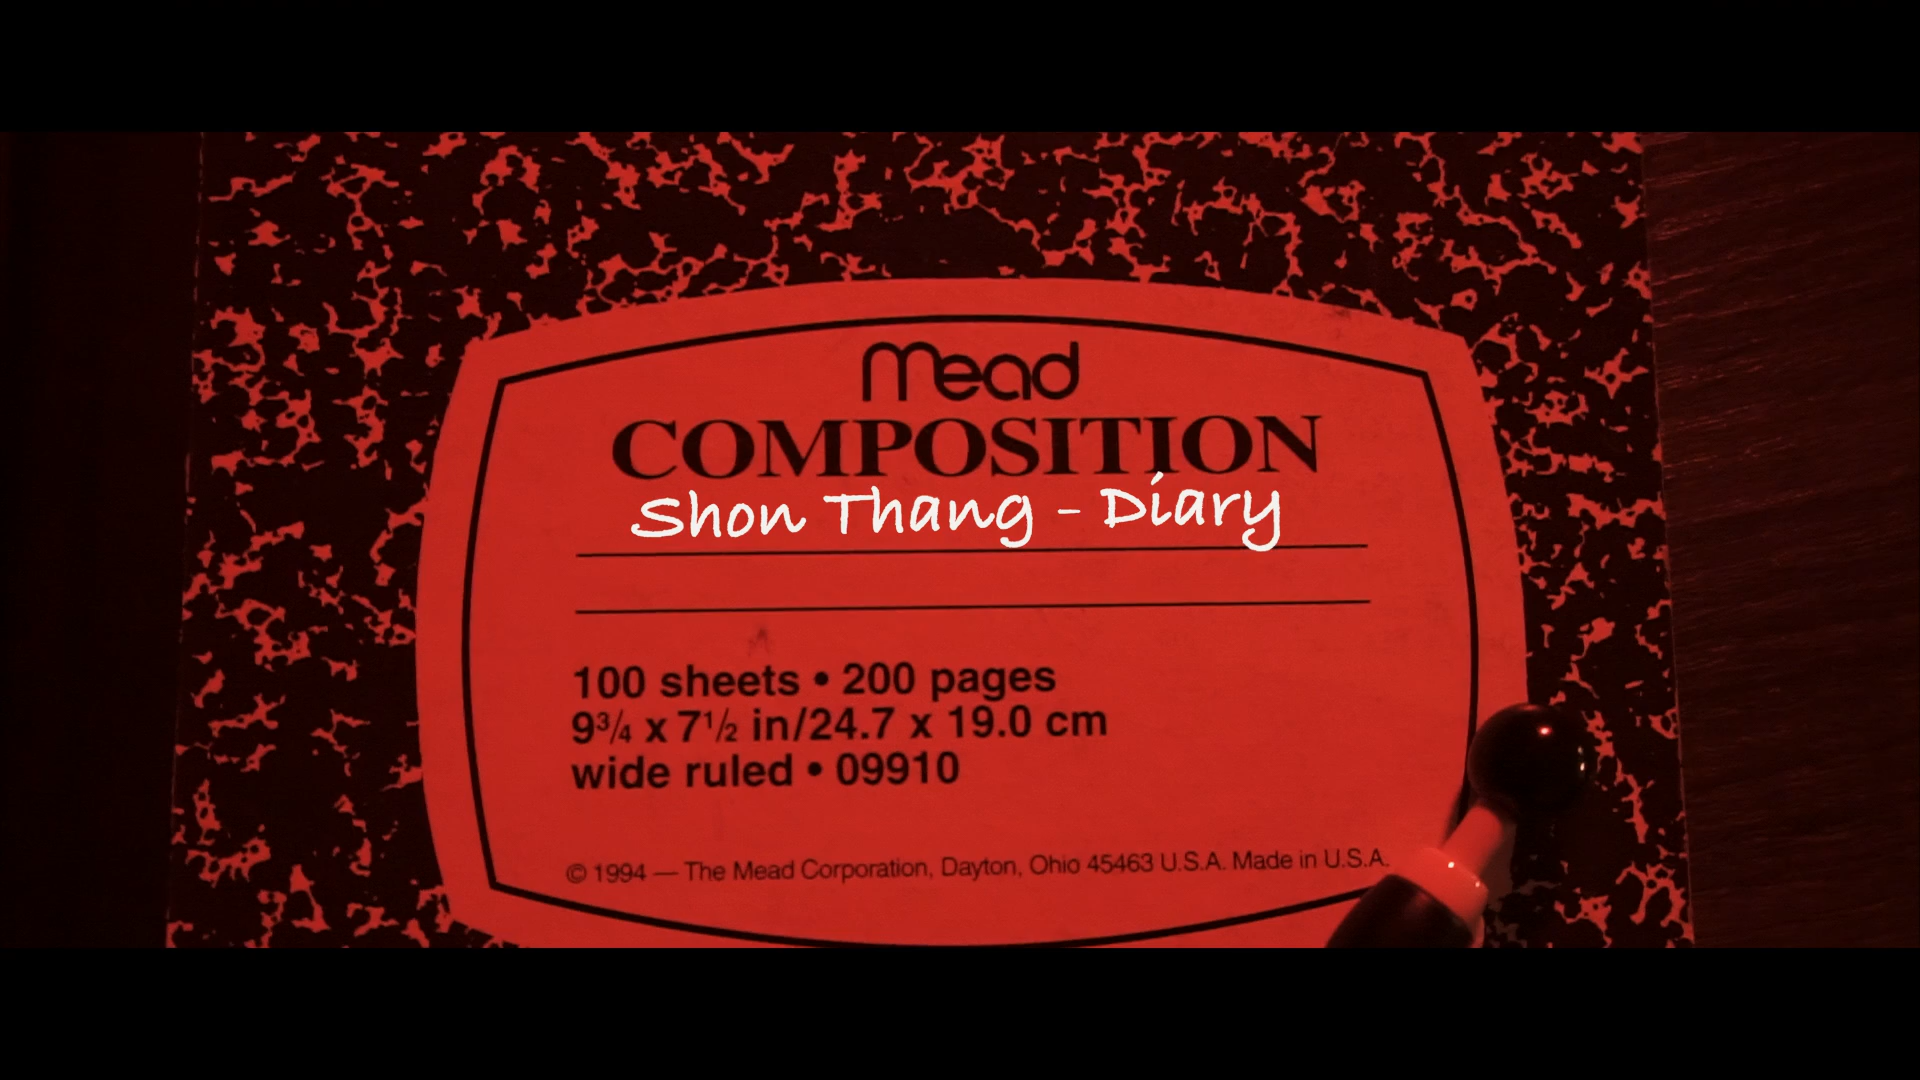 Mead
COMPOSITION
Shon Thang - Diary
100 sheets • 200 pages
9¾ x 7½ in/24.7 x 19.0 cm
wide ruled • 09910
© 1994 — The Mead Corporation, Dayton, Ohio 45463 U.S.A. Made in U.S.A.